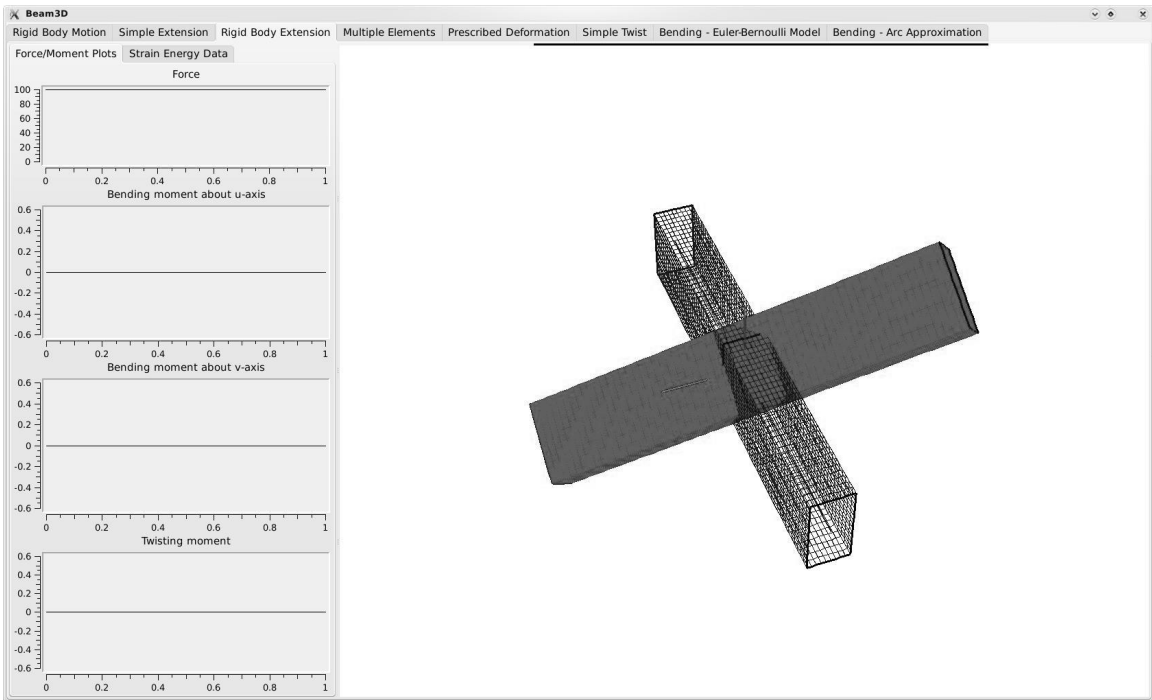 Beam3D
Rigid Body Motion Simple Extension Rigid Body Extension Multiple Elements Prescribed Deformation Simple Twist Bending - Euler-Bernoulli Model Bending - Arc Approximation
Force/Moment Plots Strain Energy Data
Force
100
80
60
40
20
0
0 0.2 0.4 0.6 0.8 1
Bending moment about u-axis
0.6
0.4
0.2
0
-0.2
-0.4
-0.6
0 0.2 0.4 0.6 0.8 1
Bending moment about v-axis
0.6
0.4
0.2
0
-0.2
-0.4
-0.6
0 0.2 0.4 0.6 0.8 1
Twisting moment
0.6
0.4
0.2
0
-0.2
-0.4
-0.6
0 0.2 0.4 0.6 0.8 1